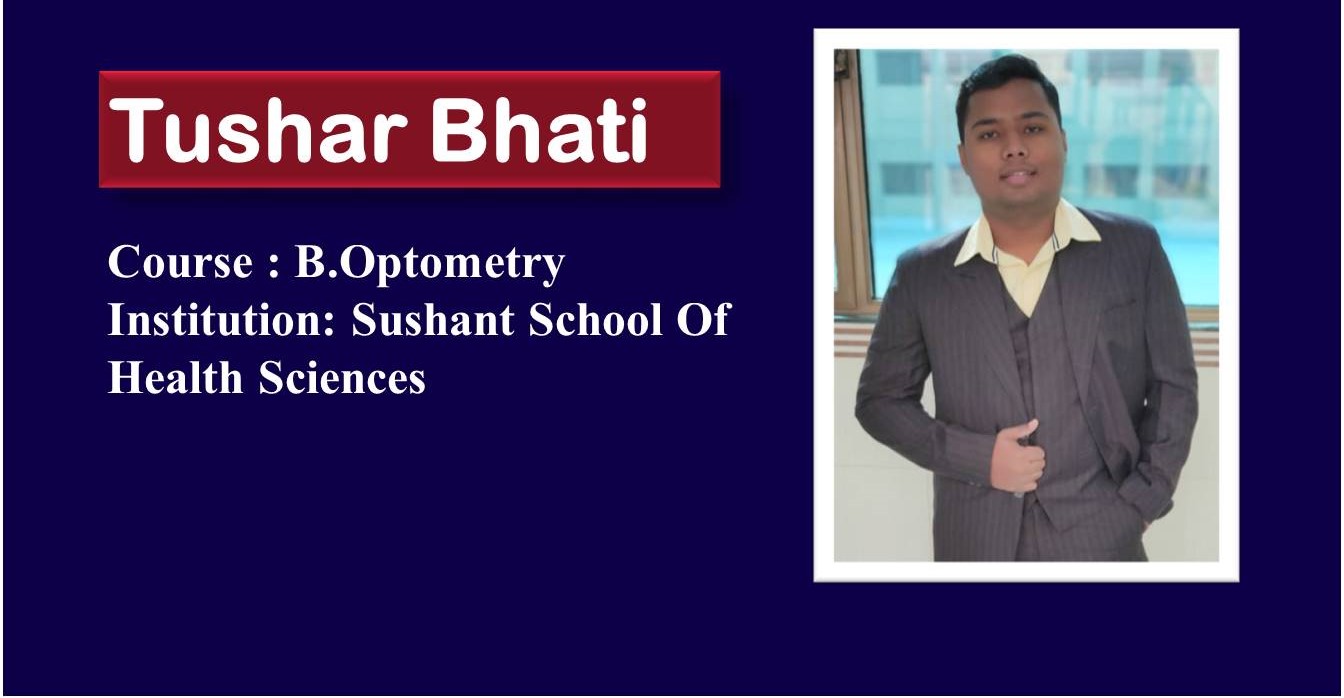 Tushar Bhati
Course : B.Optometry
Institution: Sushant School Of
Health Sciences